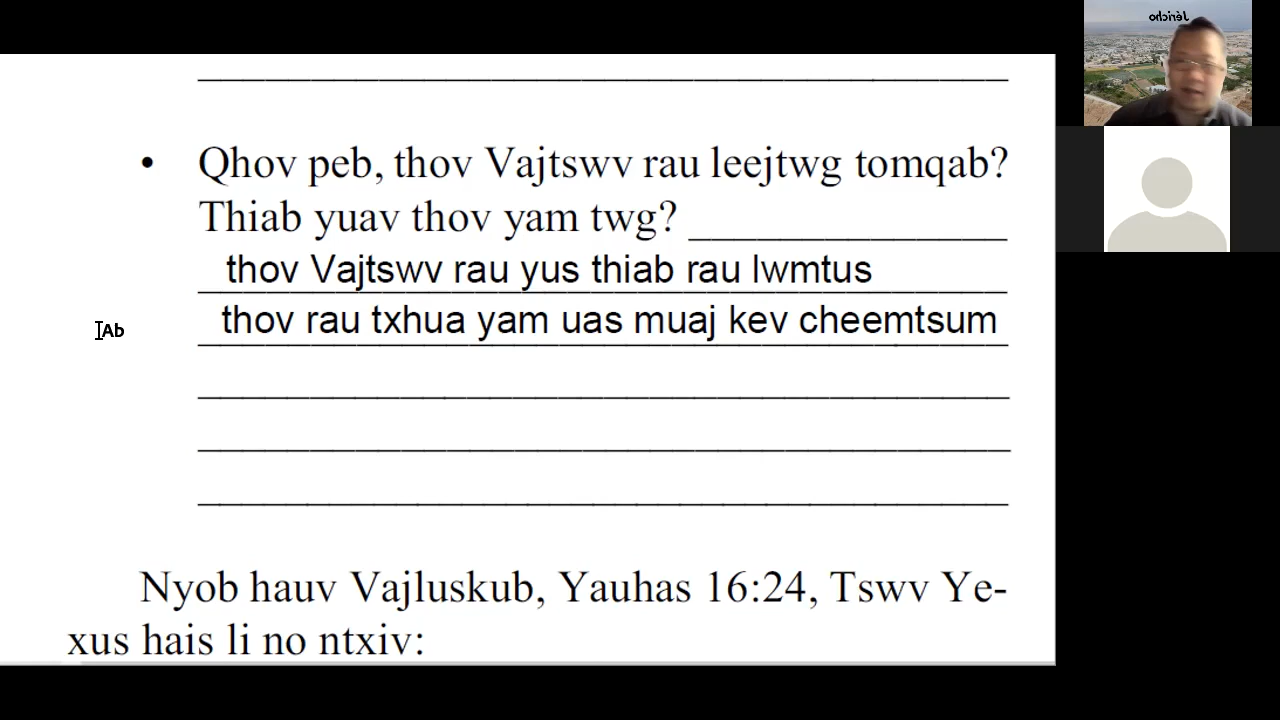 Jéricho
• Qhov peb, thov Vajtswv rau leejtwg tomqab?
Thiab yuav thov yam twg?
thov Vajtswv rau yus thiab rau lwmtus
thov rau txhua yam uas muaj kev cheemtsum
Ab
Nyob hauv Vajluskub, Yauhas 16:24, Tswv Ye-
xus hais li no ntxiv: